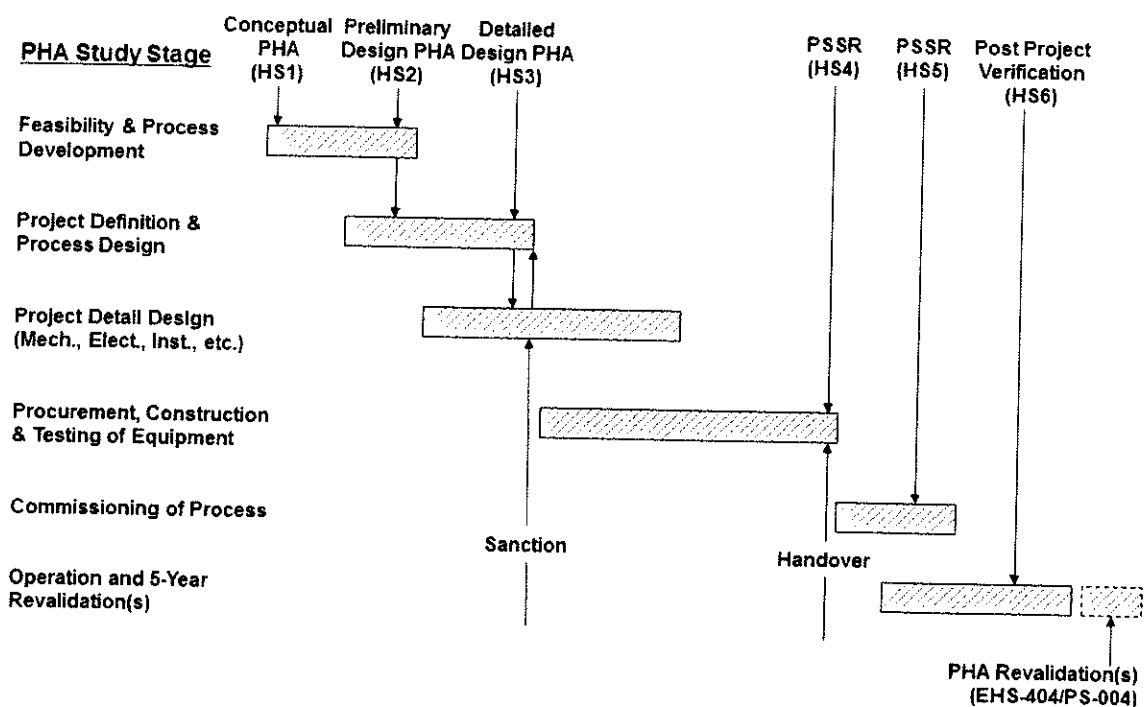 PHA Study Stage
Conceptual
PHA
(HS1)
Preliminary
Design PHA
(HS2)
Detailed
Design PHA
(HS3)
PSSR
(HS4)
PSSR
(HS5)
Post Project
Verification
(HS6)
Feasibility & Process
Development
Project Definition &
Process Design
Project Detail Design
(Mech., Elect., Inst., etc.)
Procurement, Construction
& Testing of Equipment
Commissioning of Process
Sanction
Handover
Operation and 5-Year
Revalidation(s)
PHA Revalidation(s)
(EHS-404/PS-004)